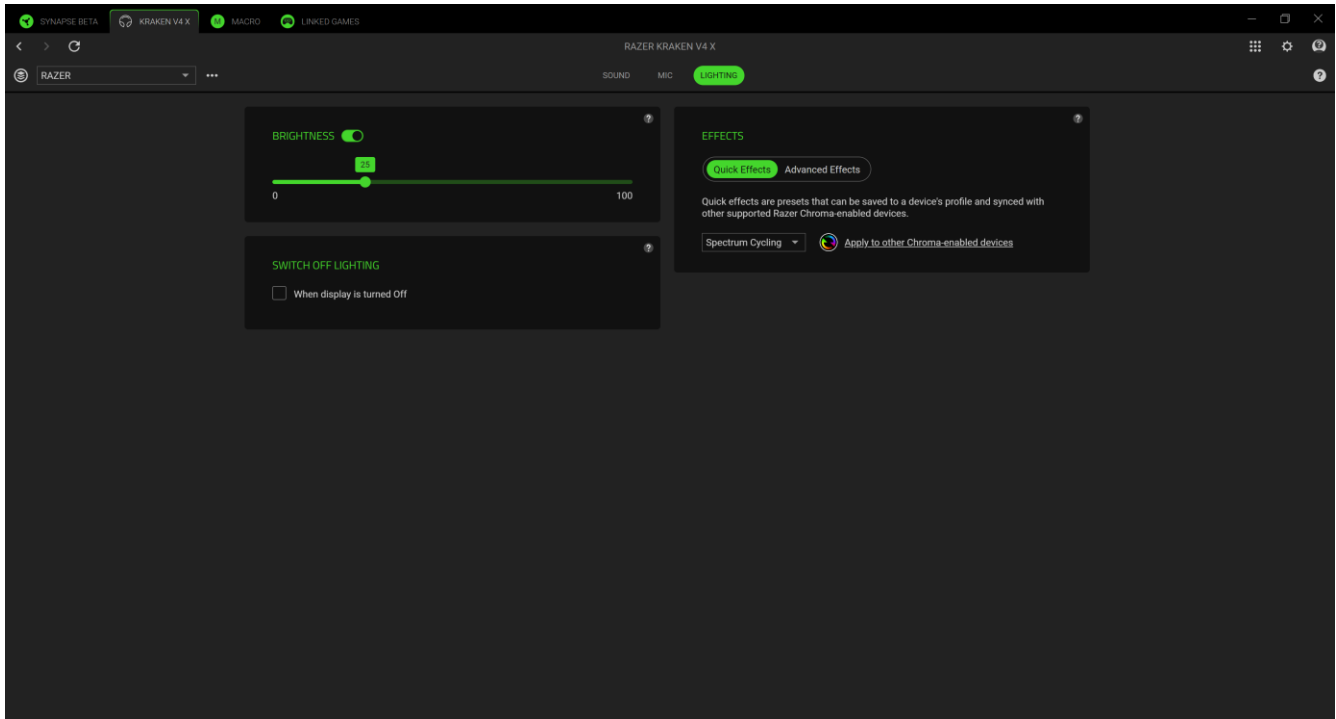 SYNAPSE BETA
KRAKEN V4 X
M
MACRO
LINKED GAMES
RAZER KRAKEN V4 X
RAZER
SOUND
MIC
LIGHTING
?
BRIGHTNESS
?
25
0
100
SWITCH OFF LIGHTING
?
When display is turned Off
EFFECTS
?
Quick Effects
Advanced Effects
Quick effects are presets that can be saved to a device's profile and synced with
other supported Razer Chroma-enabled devices.
Spectrum Cycling
Apply to other Chroma-enabled devices